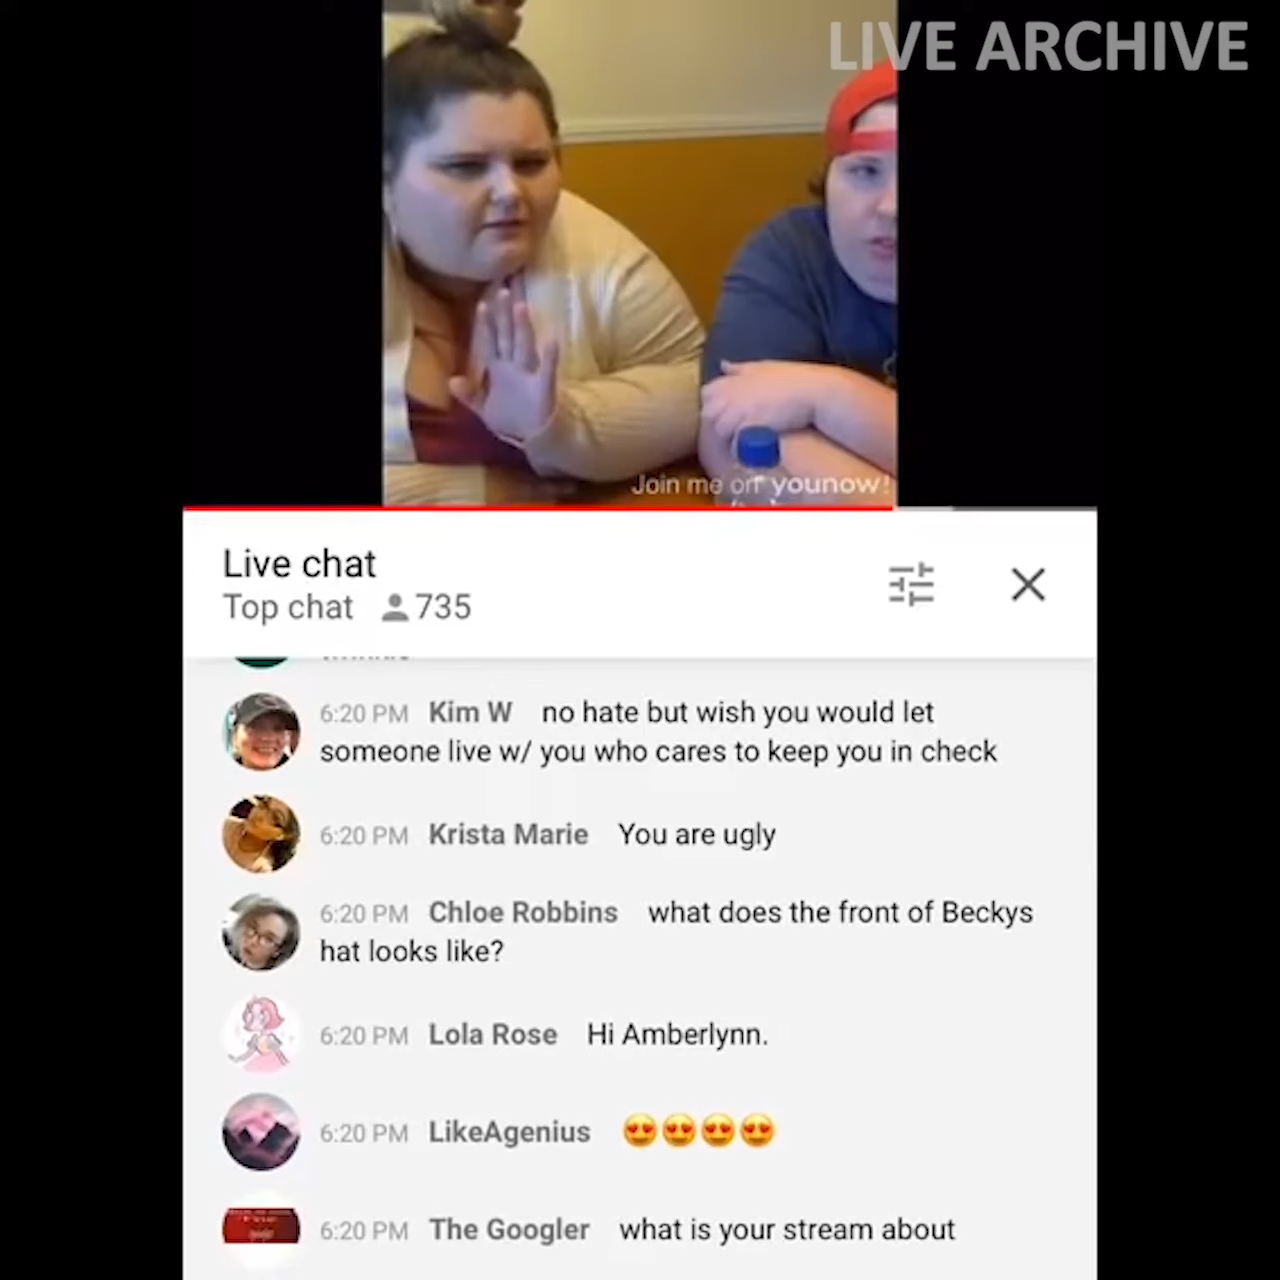 LIVE ARCHIVE
Join me on younow!
Live chat
Top chat 735
6:20 PM Kim W no hate but wish you would let
someone live w/ you who cares to keep you in check
6:20 PM Krista Marie You are ugly
6:20 PM Chloe Robbins what does the front of Beckys
hat looks like?
6:20 PM Lola Rose Hi Amberlynn.
6:20 PM LikeAgenius 😍😍😍😍
6:20 PM The Googler what is your stream about